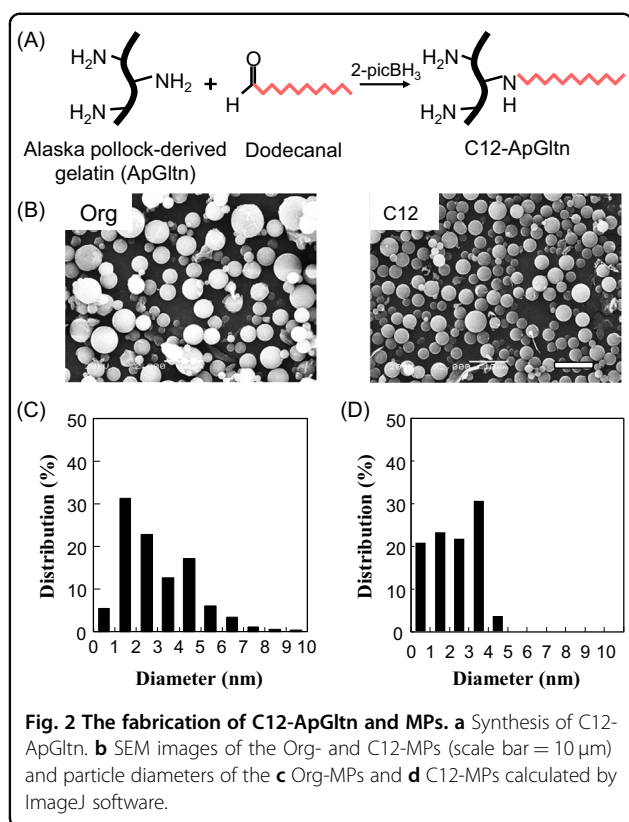 (A)
H₂N
NH₂
H₂N
+
O
H
2-picBH₃
H₂N
N
H
H₂N
Alaska pollock-derived
gelatin (ApGltn)
Dodecanal
C12-ApGltn
(B)
Org
C12
(C)
50
40
30
20
10
0
Distribution (%)
0 1 2 3 4 5 6 7 8 9 10
Diameter (nm)
(D)
50
40
30
20
10
0
Distribution (%)
0 1 2 3 4 5 6 7 8 9 10
Diameter (nm)
Fig. 2 The fabrication of C12-ApGltn and MPs. a Synthesis of C12-
ApGltn. b SEM images of the Org- and C12-MPs (scale bar = 10 μm)
and particle diameters of the c Org-MPs and d C12-MPs calculated by
ImageJ software.